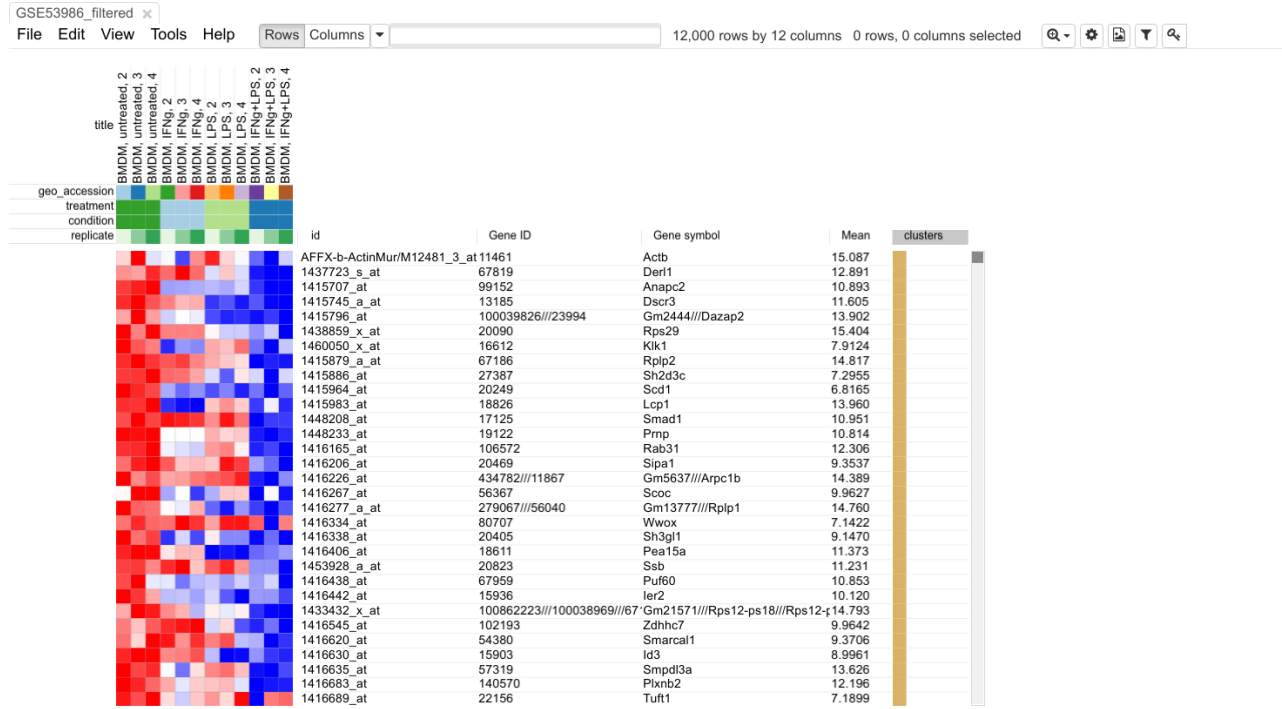 GSE53986_filtered ×
File Edit View Tools Help Rows Columns 12,000 rows by 12 columns 0 rows, 0 columns selected
title
BMDM, untreated, 2
BMDM, untreated, 3
BMDM, untreated, 4
BMDM, IFNg, 2
BMDM, IFNg, 3
BMDM, IFNg, 4
BMDM, LPS, 2
BMDM, LPS, 3
BMDM, LPS, 4
BMDM, IFNg+LPS, 2
BMDM, IFNg+LPS, 3
BMDM, IFNg+LPS, 4
geo_accession
treatment
condition
replicate id Gene ID Gene symbol Mean clusters
AFFX-b-ActinMur/M12481_3_at 11461 Actb 15.087
1437723_s_at 67819 Derl1 12.891
1415707_at 99152 Anapc2 10.893
1415745_a_at 13185 Dscr3 11.605
1415796_at 100039826///23994 Gm2444///Dazap2 13.902
1438859_x_at 20090 Rps29 15.404
1460050_x_at 16612 Klk1 7.9124
1415879_a_at 67186 Rplp2 14.817
1415886_at 27387 Sh2d3c 7.2955
1415964_at 20249 Scd1 6.8165
1415983_at 18826 Lcp1 13.960
1448208_at 17125 Smad1 10.951
1448233_at 19122 Prnp 10.814
1416165_at 106572 Rab31 12.306
1416206_at 20469 Sipa1 9.3537
1416226_at 434782///11867 Gm5637///Arpc1b 14.389
1416267_at 56367 Scoc 9.9627
1416277_a_at 279067///56040 Gm13777///Rplp1 14.760
1416334_at 80707 Wwox 7.1422
1416338_at 20405 Sh3gl1 9.1470
1416406_at 18611 Pea15a 11.373
1453928_a_at 20823 Ssb 11.231
1416438_at 67959 Puf60 10.853
1416442_at 15936 Ier2 10.120
1433432_x_at 100862223///100038969///67 Gm21571///Rps12-ps18///Rps12-p 14.793
1416545_at 102193 Zdhhc7 9.9642
1416620_at 54380 Smarcal1 9.3706
1416630_at 15903 Id3 8.9961
1416635_at 57319 Smpdl3a 13.626
1416683_at 140570 Plxnb2 12.196
1416689_at 22156 Tuft1 7.1899